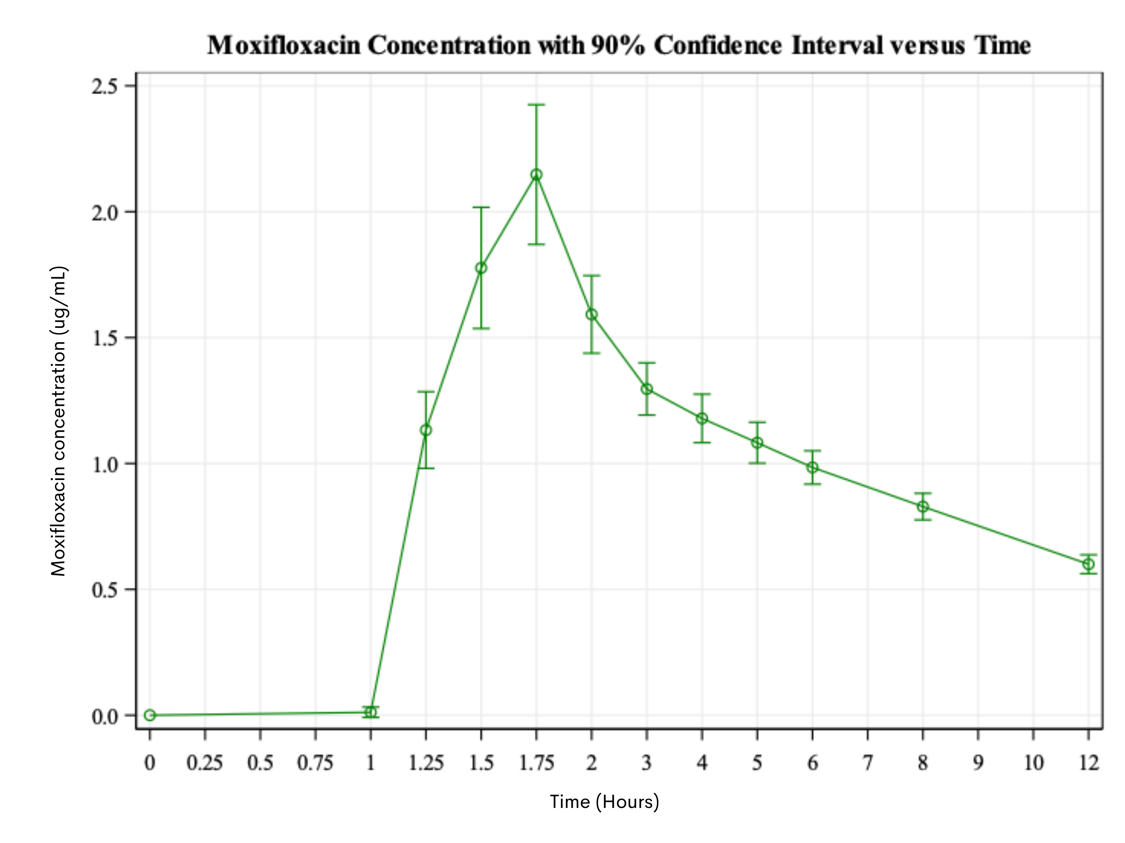 Moxifloxacin Concentration with 90% Confidence Interval versus Time
Moxifloxacin concentration (ug/mL)
2.5
2.0
1.5
1.0
0.5
0.0
0 0.25 0.5 0.75 1 1.25 1.5 1.75 2 3 4 5 6 7 8 9 10 12
Time (Hours)